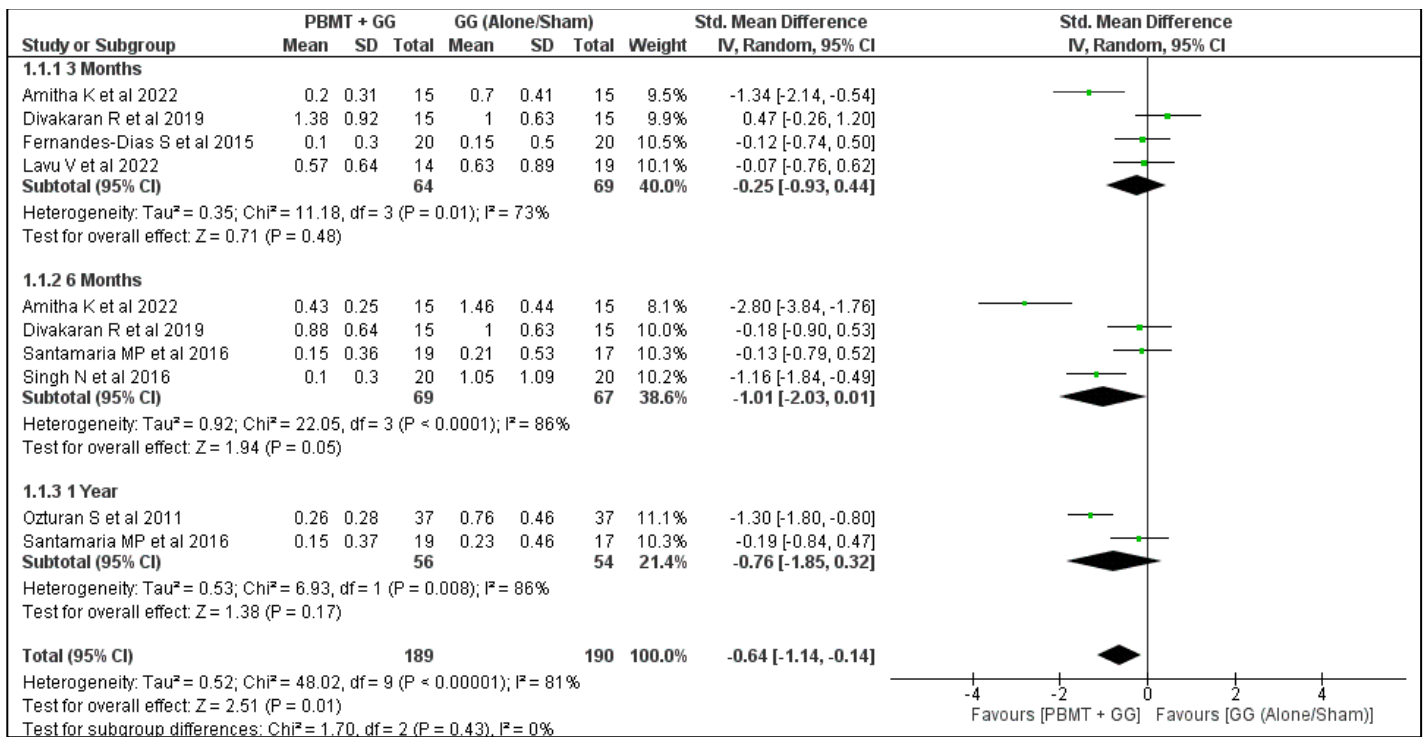 PBMT + GG GG (Alone/Sham) Std. Mean Difference Std. Mean Difference
Study or Subgroup Mean SD Total Mean SD Total Weight IV, Random, 95% CI IV, Random, 95% CI
1.1.1 3 Months
Amitha K et al 2022 0.2 0.31 15 0.7 0.41 15 9.5% -1.34 [-2.14, -0.54]
Divakaran R et al 2019 1.38 0.92 15 1 0.63 15 9.9% 0.47 [-0.26, 1.20]
Fernandes-Dias S et al 2015 0.1 0.3 20 0.15 0.5 20 10.5% -0.12 [-0.74, 0.50]
Lavu V et al 2022 0.57 0.64 14 0.63 0.89 19 10.1% -0.07 [-0.76, 0.62]
Subtotal (95% CI) 64 69 40.0% -0.25 [-0.93, 0.44]
Heterogeneity: Tau² = 0.35; Chi² = 11.18, df = 3 (P = 0.01); I² = 73%
Test for overall effect: Z = 0.71 (P = 0.48)
1.1.2 6 Months
Amitha K et al 2022 0.43 0.25 15 1.46 0.44 15 8.1% -2.80 [-3.84, -1.76]
Divakaran R et al 2019 0.88 0.64 15 1 0.63 15 10.0% -0.18 [-0.90, 0.53]
Santamaria MP et al 2016 0.15 0.36 19 0.21 0.53 17 10.3% -0.13 [-0.79, 0.52]
Singh N et al 2016 0.1 0.3 20 1.05 1.09 20 10.2% -1.16 [-1.84, -0.49]
Subtotal (95% CI) 69 67 38.6% -1.01 [-2.03, 0.01]
Heterogeneity: Tau² = 0.92; Chi² = 22.05, df = 3 (P < 0.0001); I² = 86%
Test for overall effect: Z = 1.94 (P = 0.05)
1.1.3 1 Year
Ozturan S et al 2011 0.26 0.28 37 0.76 0.46 37 11.1% -1.30 [-1.80, -0.80]
Santamaria MP et al 2016 0.15 0.37 19 0.23 0.46 17 10.3% -0.19 [-0.84, 0.47]
Subtotal (95% CI) 56 54 21.4% -0.76 [-1.85, 0.32]
Heterogeneity: Tau² = 0.53; Chi² = 6.93, df = 1 (P = 0.008); I² = 86%
Test for overall effect: Z = 1.38 (P = 0.17)
Total (95% CI) 189 190 100.0% -0.64 [-1.14, -0.14]
Heterogeneity: Tau² = 0.52; Chi² = 48.02, df = 9 (P < 0.00001); I² = 81%
Test for overall effect: Z = 2.51 (P = 0.01)
Test for subgroup differences: Chi² = 1.70, df = 2 (P = 0.43), I² = 0%
-4 -2 0 2 4
Favours [PBMT + GG] Favours [GG (Alone/Sham)]